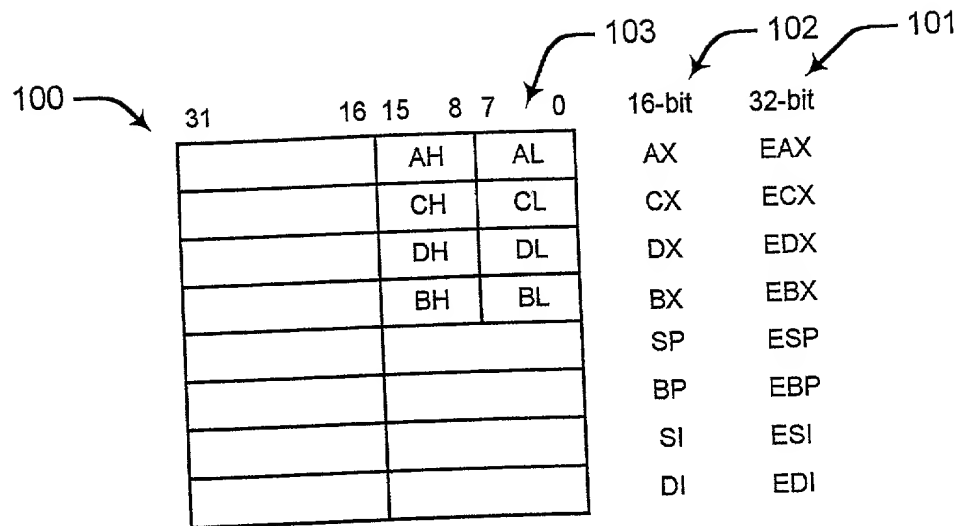 103 102 101
100
31 16 15 8 7 0 16-bit 32-bit
AH AL AX EAX
CH CL CX ECX
DH DL DX EDX
BH BL BX EBX
SP ESP
BP EBP
SI ESI
DI EDI